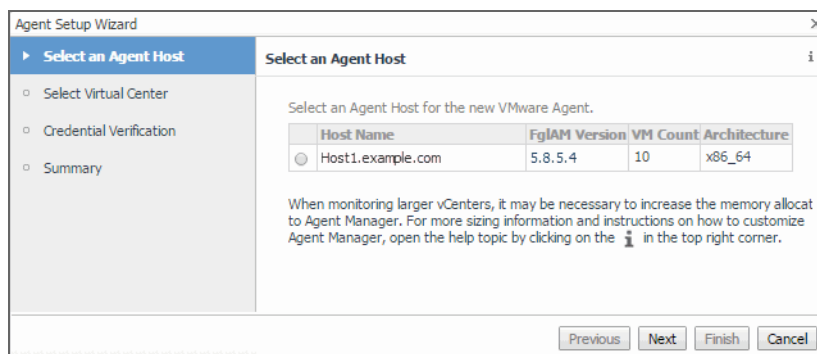 Agent Setup Wizard
Select an Agent Host
Select Virtual Center
Credential Verification
Summary
Select an Agent Host
Select an Agent Host for the new VMware Agent.
Host Name FglAM Version VM Count Architecture
Host1.example.com 5.8.5.4 10 x86_64
When monitoring larger vCenters, it may be necessary to increase the memory allocat
to Agent Manager. For more sizing information and instructions on how to customize
Agent Manager, open the help topic by clicking on the i in the top right corner.
Previous Next Finish Cancel